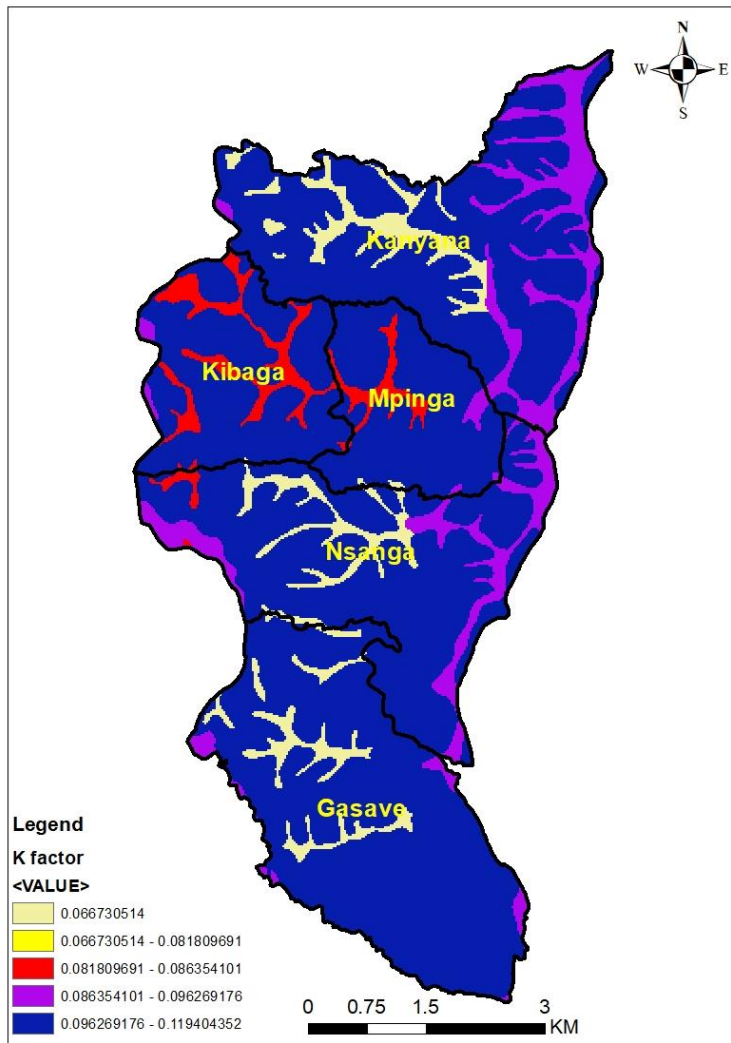 N
W E
S
Kanyana
Kibaga
Mpinga
Nsanga
Gasave
Legend
K factor
<VALUE>
0.066730514
0.066730514 - 0.081809691
0.081809691 - 0.086354101
0.086354101 - 0.096269176
0.096269176 - 0.119404352
0 0.75 1.5 3
KM